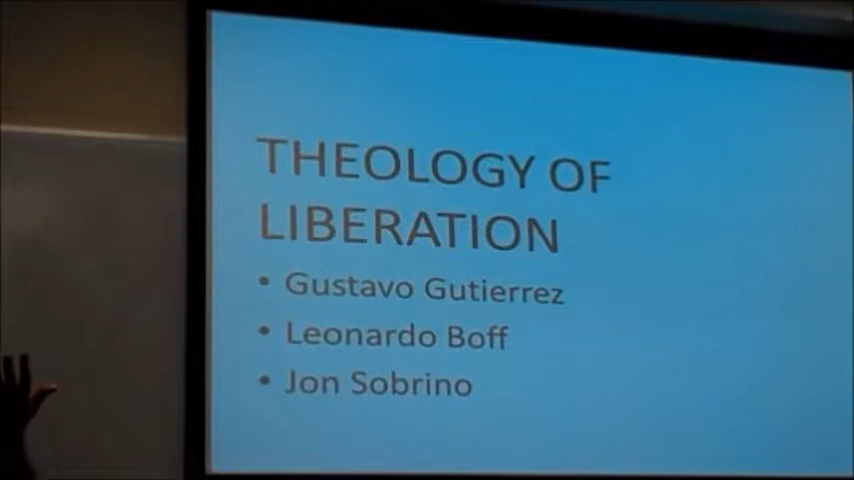 THEOLOGY OF
LIBERATION
• Gustavo Gutierrez
• Leonardo Boff
• Jon Sobrino